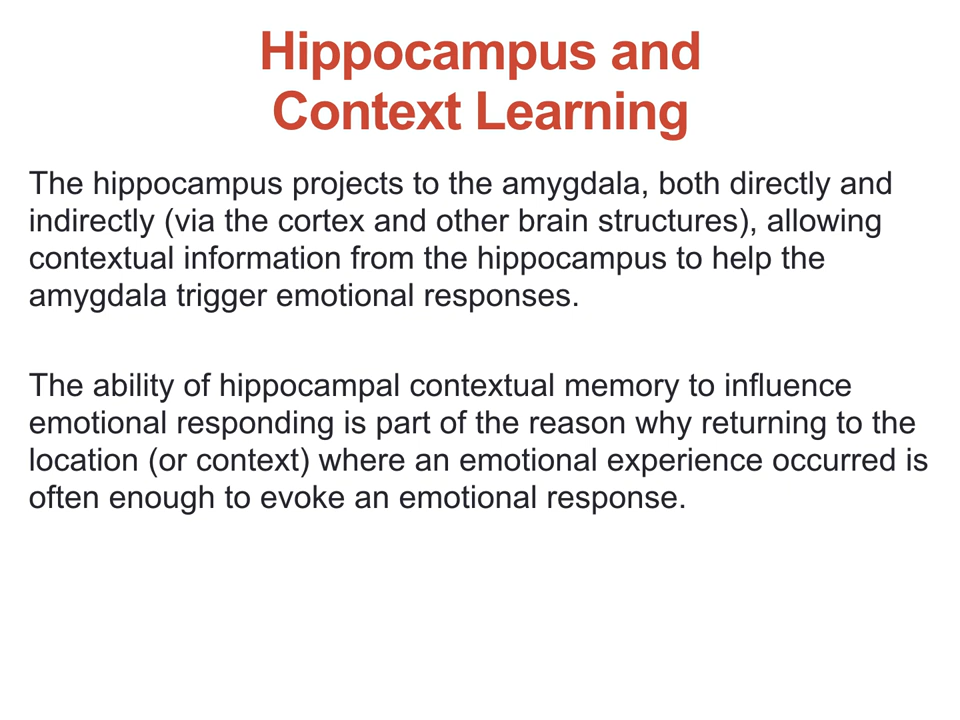 Hippocampus and
Context Learning
The hippocampus projects to the amygdala, both directly and
indirectly (via the cortex and other brain structures), allowing
contextual information from the hippocampus to help the
amygdala trigger emotional responses.
The ability of hippocampal contextual memory to influence
emotional responding is part of the reason why returning to the
location (or context) where an emotional experience occurred is
often enough to evoke an emotional response.